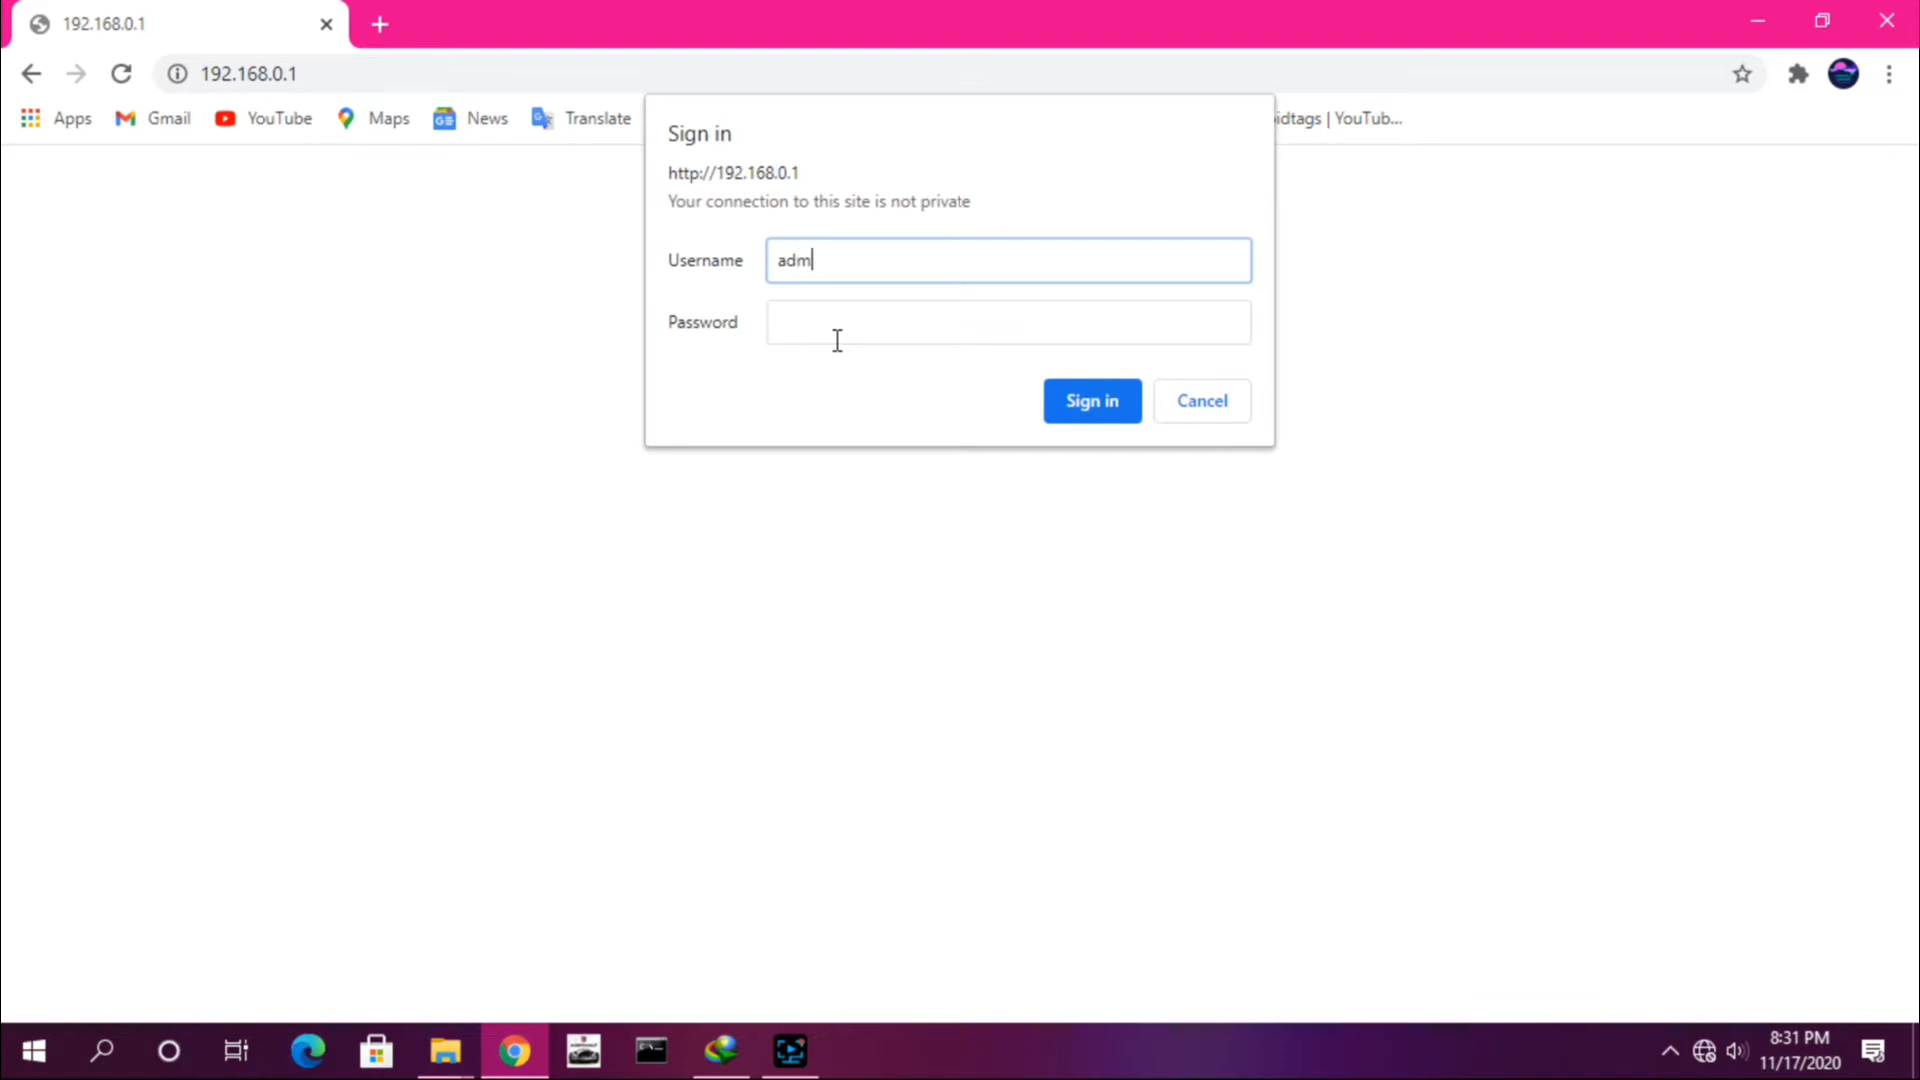 192.168.0.1
192.168.0.1
Apps Gmail YouTube Maps News Translate idtags | YouTub...
Sign in
http://192.168.0.1
Your connection to this site is not private
Username adm
Password
Sign in Cancel
8:31 PM
11/17/2020